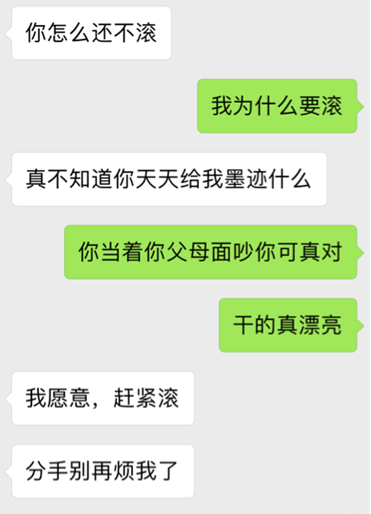 你怎么还不滚
我为什么要滚
真不知道你天天给我墨迹什么
你当着你父母面吵你可真对
干的真漂亮
我愿意，赶紧滚
分手别再烦我了